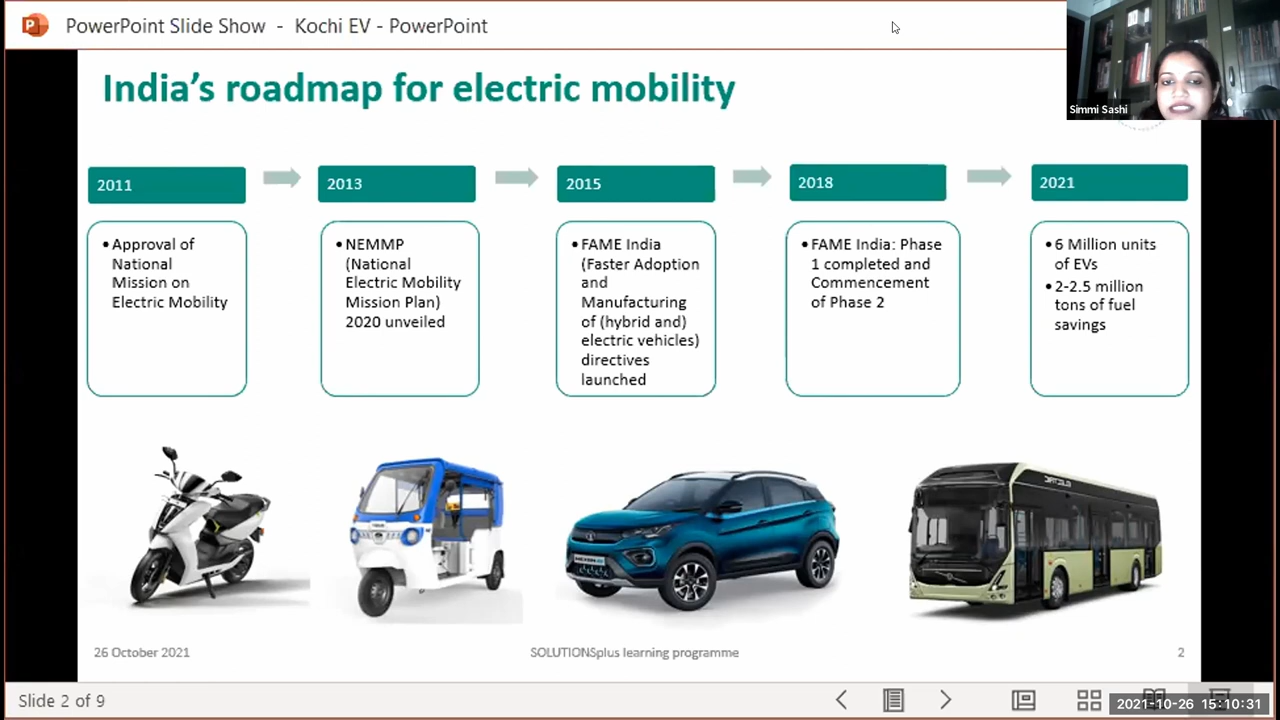 PowerPoint Slide Show - Kochi EV - PowerPoint
Simmi Sashi
India's roadmap for electric mobility
2011
2013
2015
2018
2021
• Approval of
National
Mission on
Electric Mobility
• NEMMP
(National
Electric Mobility
Mission Plan)
2020 unveiled
• FAME India
(Faster Adoption
and
Manufacturing
of (hybrid and)
electric vehicles)
directives
launched
• FAME India: Phase
1 completed and
Commencement
of Phase 2
• 6 Million units
of EVs
• 2-2.5 million
tons of fuel
savings
26 October 2021
SOLUTIONSplus learning programme
2
Slide 2 of 9
2021-10-26 15:10:31